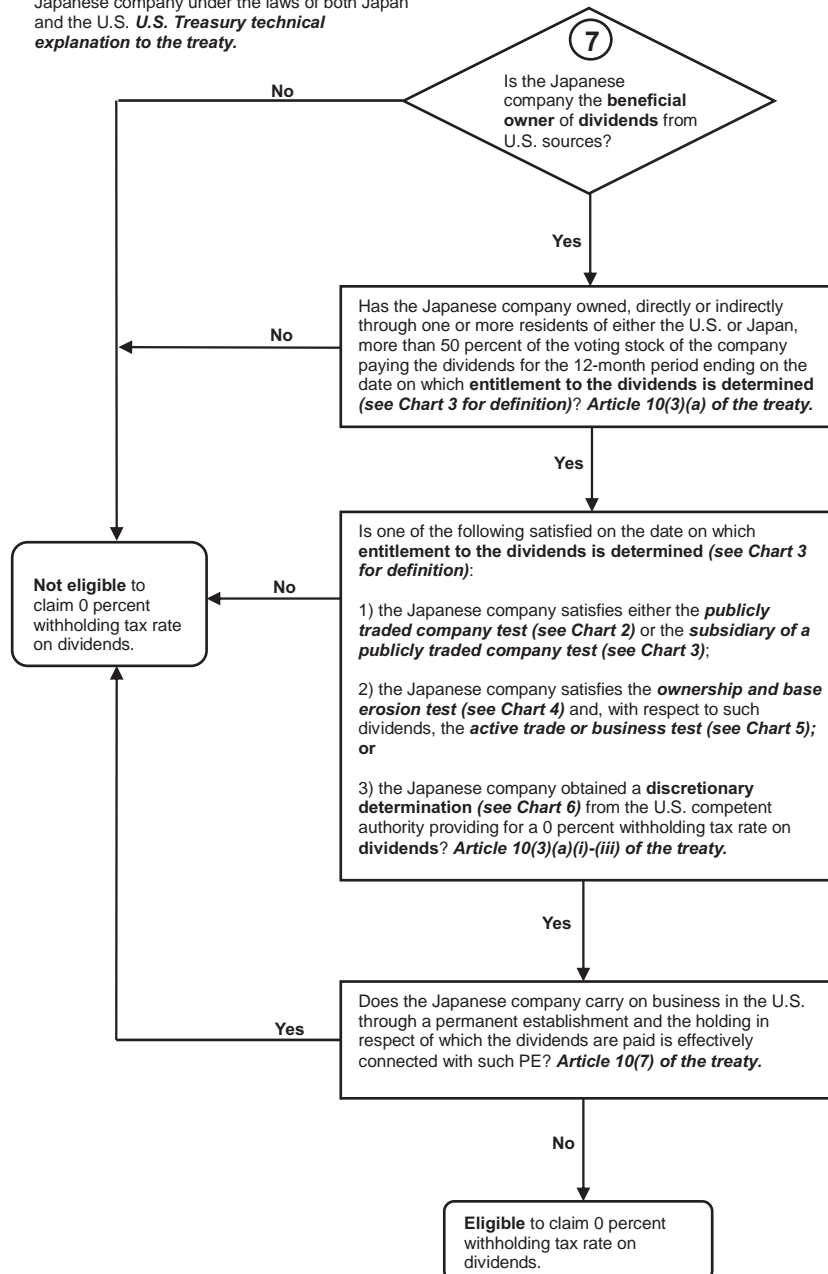 Japanese company under the laws of both Japan
and the U.S. U.S. Treasury technical
explanation to the treaty.
7
Is the Japanese
company the beneficial
owner of dividends from
U.S. sources?
No
Yes
Has the Japanese company owned, directly or indirectly
through one or more residents of either the U.S. or Japan,
more than 50 percent of the voting stock of the company
paying the dividends for the 12-month period ending on the
date on which entitlement to the dividends is determined
(see Chart 3 for definition)? Article 10(3)(a) of the treaty.
No
Yes
Is one of the following satisfied on the date on which
entitlement to the dividends is determined (see Chart 3
for definition):
1) the Japanese company satisfies either the publicly
traded company test (see Chart 2) or the subsidiary of a
publicly traded company test (see Chart 3);
2) the Japanese company satisfies the ownership and base
erosion test (see Chart 4) and, with respect to such
dividends, the active trade or business test (see Chart 5);
or
3) the Japanese company obtained a discretionary
determination (see Chart 6) from the U.S. competent
authority providing for a 0 percent withholding tax rate on
dividends? Article 10(3)(a)(i)-(iii) of the treaty.
No
Not eligible to
claim 0 percent
withholding tax rate
on dividends.
Yes
Does the Japanese company carry on business in the U.S.
through a permanent establishment and the holding in
respect of which the dividends are paid is effectively
connected with such PE? Article 10(7) of the treaty.
Yes
No
Eligible to claim 0 percent
withholding tax rate on
dividends.